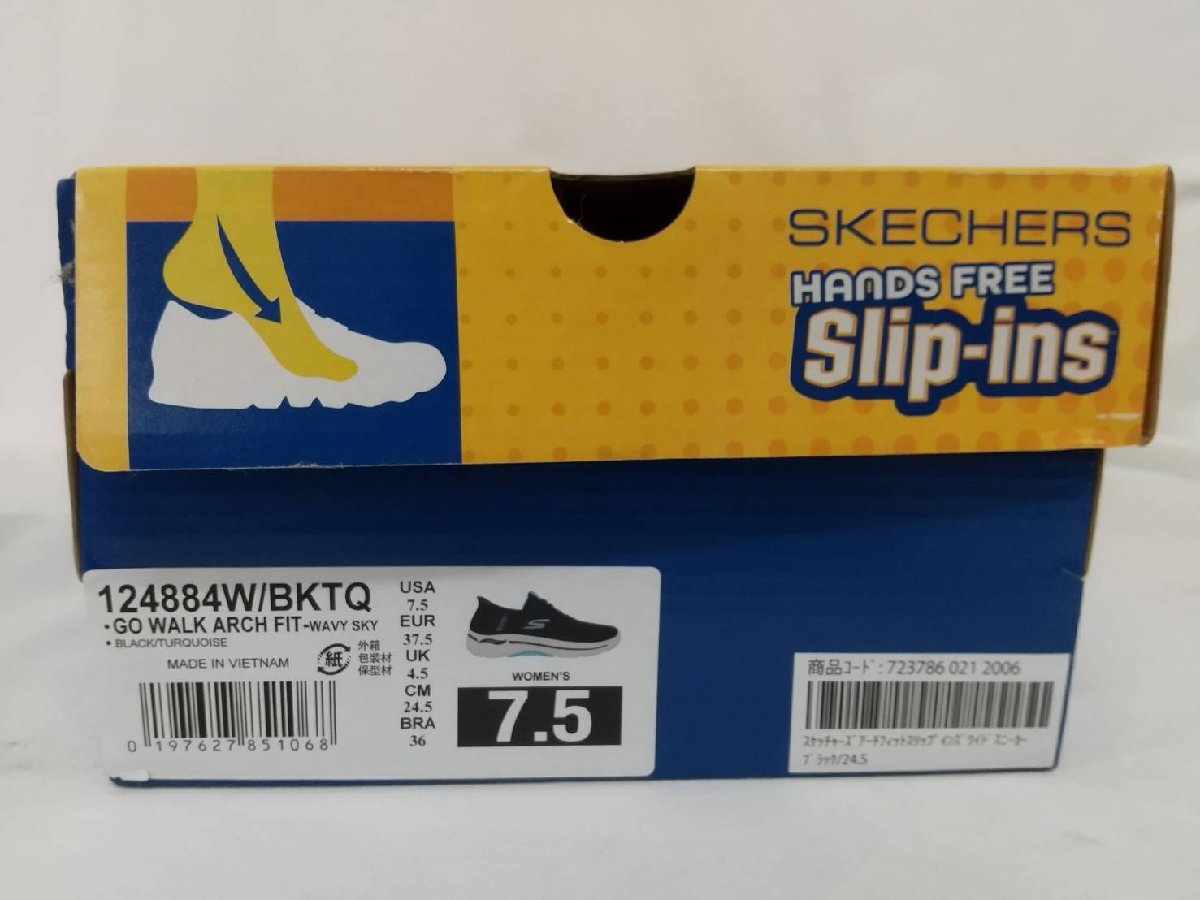 SKECHERS
HANDS FREE
Slip-ins
124884W/BKTQ
•GO WALK ARCH FIT-WAVY SKY
• BLACK/TURQUOISE
MADE IN VIETNAM
紙
外箱
包装材
保型材
0 197627 851068
USA
7.5
EUR
37.5
UK
4.5
CM
24.5
BRA
36
WOMEN'S
7.5
商品コード:723786 021 2006
スケッチャーズ アーチフィットスリップインズ ワイドスニーカー
ブラック/24.5